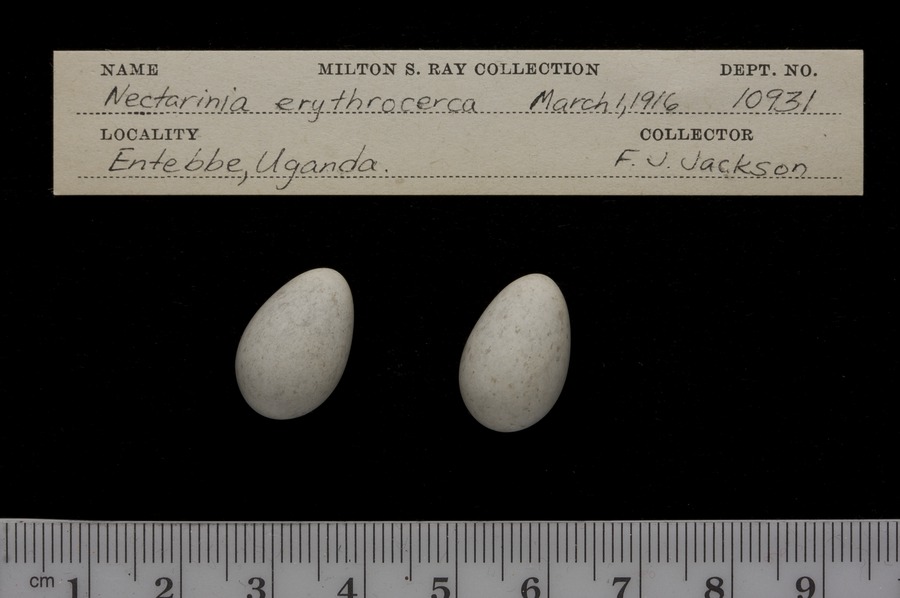 NAME MILTON S. RAY COLLECTION DEPT. NO.
Nectarinia erythrocerca March 1, 1916 10931
LOCALITY COLLECTOR
Entebbe, Uganda. F. J. Jackson
cm 1 2 3 4 5 6 7 8 9